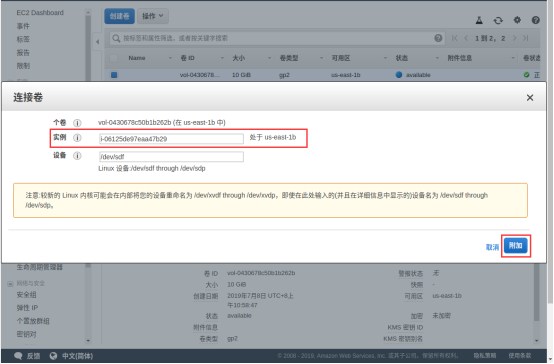 EC2 Dashboard
事件
标签
报告
限制
创建卷
操作
按标签和属性筛选，或者按关键字搜索
1 到 2，2
Name
卷 ID
大小
卷类型
可用区
状态
附件信息
卷状态
vol-0430678...
10 GiB
gp2
us-east-1b
available
正
连接卷
个卷
vol-0430678c50b1b262b (在 us-east-1b 中)
实例
i-06125de97eaa47b29
处于 us-east-1b
设备
/dev/sdf
Linux 设备:/dev/sdf through /dev/sdp
注意:较新的 Linux 内核可能会在内部将您的设备重命名为 /dev/xvdf through /dev/xvdp，即使在此处输入的(并且在详细信息中显示的)设备名为 /dev/sdf through
/dev/sdp。
取消
附加
生命周期管理器
网络与安全
安全组
弹性 IP
个置放群组
密钥对
卷 ID
vol-0430678c50b1b262b
大小
10 GiB
创建日期
2019年7月6日 UTC+8上
午10:59:47
状态
available
附件信息
卷类型
gp2
警报状态
无
快照
-
可用区
us-east-1b
加密
未加密
KMS 密钥 ID
KMS 密钥别名
反馈
中文(简体)
© 2008 - 2019, Amazon Web Services, Inc. 或其子公司。保留所有权利。
隐私策略
使用条款